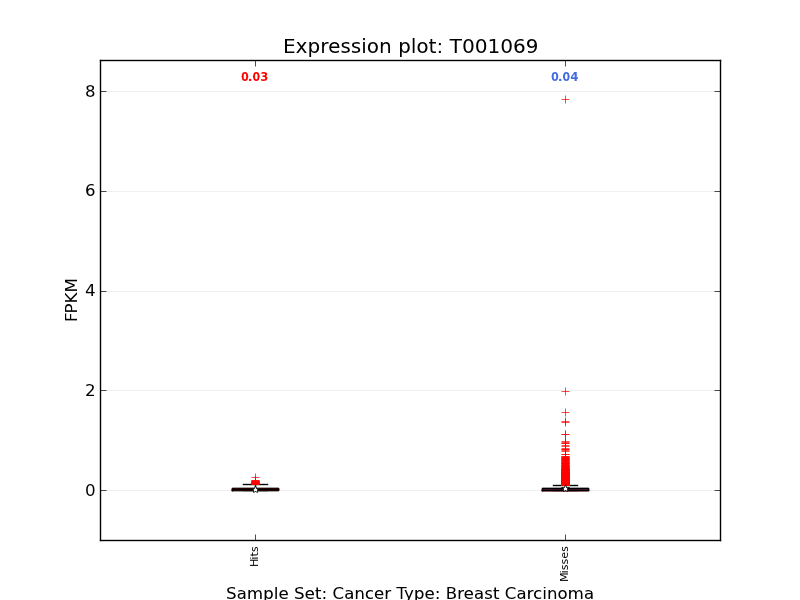 Expression plot: T001069
0.03
0.04
8
6
4
2
0
FPKM
Hits
Misses
Sample Set: Cancer Type: Breast Carcinoma